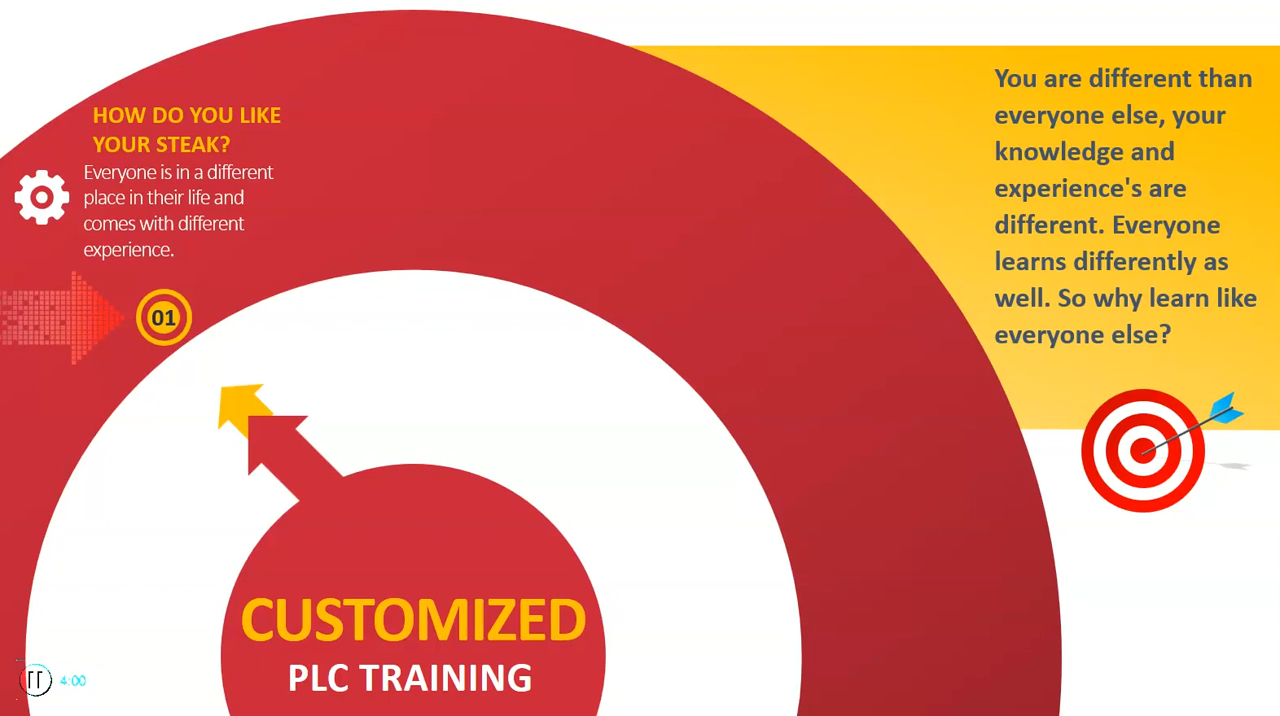 HOW DO YOU LIKE
YOUR STEAK?
Everyone is in a different
place in their life and
comes with different
experience.
01
You are different than
everyone else, your
knowledge and
experience's are
different. Everyone
learns differently as
well. So why learn like
everyone else?
CUSTOMIZED
PLC TRAINING
4:00